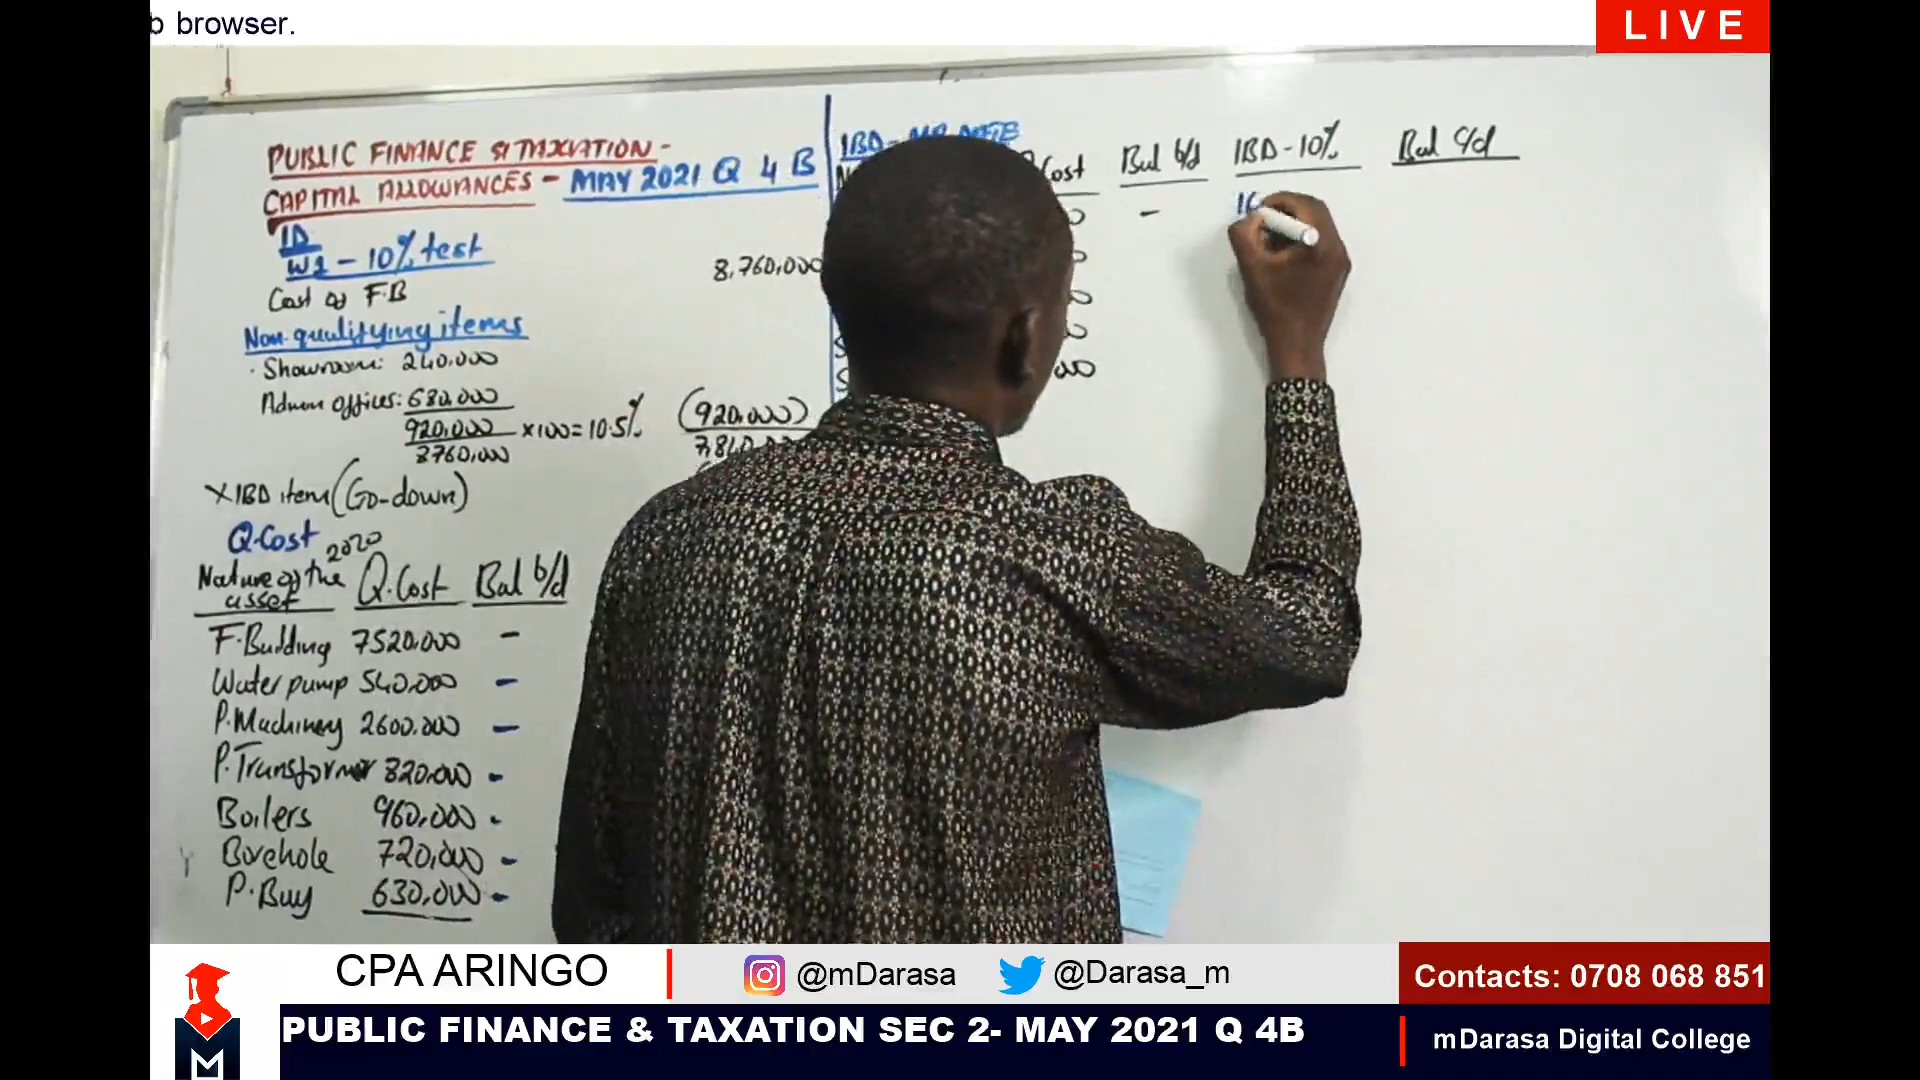 b browser.
LIVE
PUBLIC FINANCE & TAXATION -
CAPITAL ALLOWANCES - MAY 2021 Q 4 B
ID
W1 - 10% test
Cost of F.B 8,760,000
Non-qualifying items
· Showroom: 240,000
Admin offices: 680,000 (920,000)
920,000 x100 = 10.5%
8760,000
X IBD item (Go-down)
Q.Cost
2020
Nature of the asset Q.Cost Bal b/d
F.Building 7520,000 -
Water pump 540,000 -
P.Machinery 2600,000 -
P.Transformer 820,000 -
Boilers 960,000 -
Borehole 720,000 -
P.Buy 630,000 -
IBD -
Cost Bal b/d IBD - 10% Bal c/d
-
CPA ARINGO
@mDarasa
@Darasa_m
Contacts: 0708 068 851
M
PUBLIC FINANCE & TAXATION SEC 2- MAY 2021 Q 4B
mDarasa Digital College